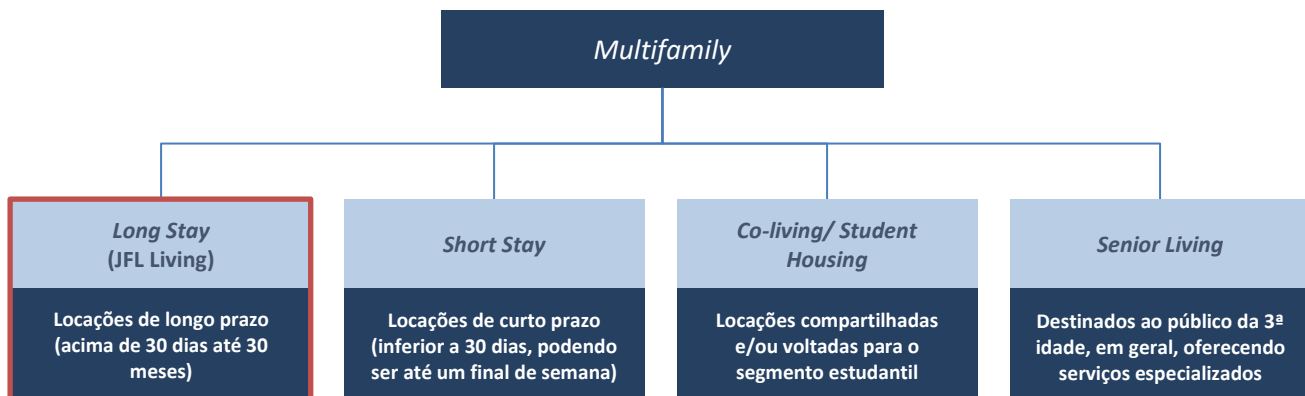 Multifamily
Long Stay
(JFL Living)
Locações de longo prazo
(acima de 30 dias até 30
meses)
Short Stay
Locações de curto prazo
(inferior a 30 dias, podendo
ser até um final de semana)
Co-living/ Student
Housing
Locações compartilhadas
e/ou voltadas para o
segmento estudantil
Senior Living
Destinados ao público da 3ª
idade, em geral, oferecendo
serviços especializados